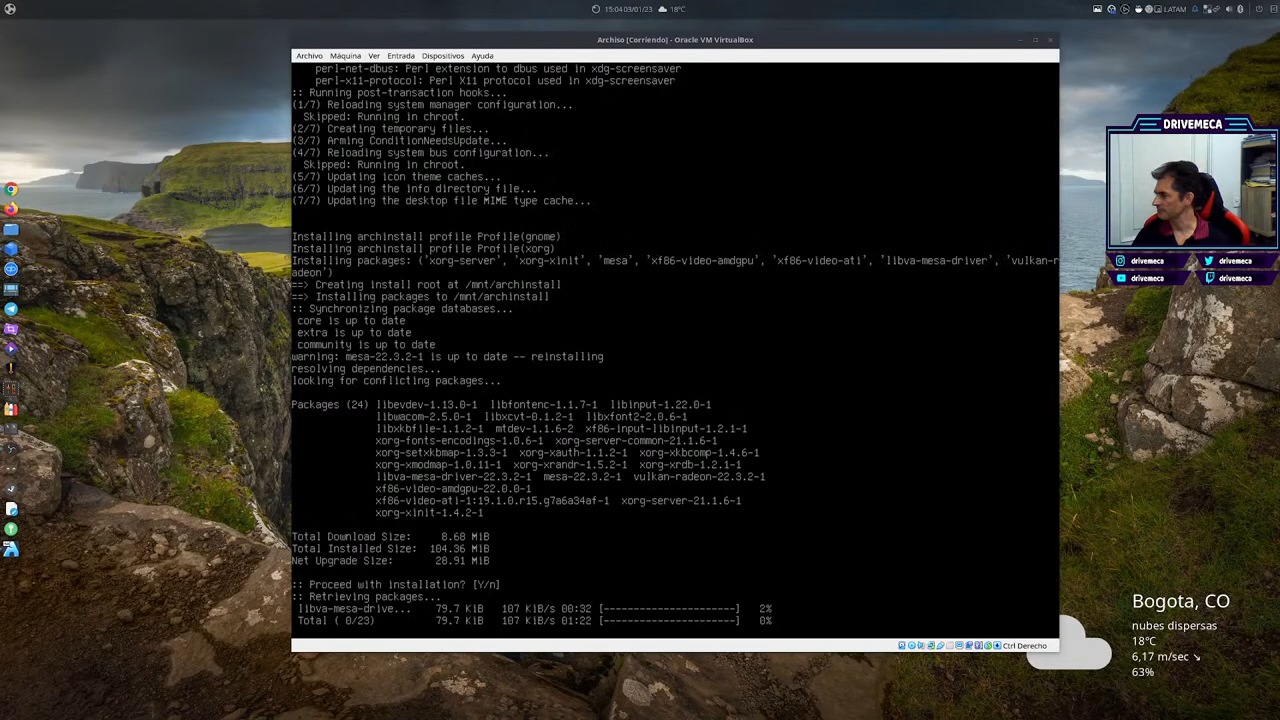 15:04 03/01/23 18°C
LATAM
Archiso [Corriendo] - Oracle VM VirtualBox
Archivo Máquina Ver Entrada Dispositivos Ayuda
perl-net-dbus: Perl extension to dbus used in xdg-screensaver
perl-x11-protocol: Perl X11 protocol used in xdg-screensaver
:: Running post-transaction hooks...
(1/7) Reloading system manager configuration...
Skipped: Running in chroot.
(2/7) Creating temporary files...
(3/7) Arming ConditionNeedsUpdate...
(4/7) Reloading system bus configuration...
Skipped: Running in chroot.
(5/7) Updating icon theme caches...
(6/7) Updating the info directory file...
(7/7) Updating the desktop file MIME type cache...
Installing archinstall profile Profile(gnome)
Installing archinstall profile Profile(xorg)
Installing packages: ('xorg-server', 'xorg-xinit', 'mesa', 'xf86-video-amdgpu', 'xf86-video-ati', 'libva-mesa-driver', 'vulkan-r
adeon')
==> Creating install root at /mnt/archinstall
==> Installing packages to /mnt/archinstall
:: Synchronizing package databases...
core is up to date
extra is up to date
community is up to date
warning: mesa-22.3.2-1 is up to date -- reinstalling
resolving dependencies...
looking for conflicting packages...
Packages (24) libevdev-1.13.0-1 libfontenc-1.1.7-1 libinput-1.22.0-1
libwacom-2.5.0-1 libxcvt-0.1.2-1 libxfont2-2.0.6-1
libxkbfile-1.1.2-1 mtdev-1.1.6-2 xf86-input-libinput-1.2.1-1
xorg-fonts-encodings-1.0.6-1 xorg-server-common-21.1.6-1
xorg-setxkbmap-1.3.3-1 xorg-xauth-1.1.2-1 xorg-xkbcomp-1.4.6-1
xorg-xmodmap-1.0.11-1 xorg-xrandr-1.5.2-1 xorg-xrdb-1.2.1-1
libva-mesa-driver-22.3.2-1 mesa-22.3.2-1 vulkan-radeon-22.3.2-1
xf86-video-amdgpu-22.0.0-1
xf86-video-ati-1:19.1.0.r15.g7a6a34af-1 xorg-server-21.1.6-1
xorg-xinit-1.4.2-1
Total Download Size: 8.68 MiB
Total Installed Size: 104.36 MiB
Net Upgrade Size: 28.91 MiB
:: Proceed with installation? [Y/n]
:: Retrieving packages...
libva-mesa-drive... 79.7 KiB 107 KiB/s 00:32 [----------------------] 2%
Total ( 0/23) 79.7 KiB 107 KiB/s 01:22 [----------------------] 0%
Ctrl Derecho
DRIVEMECA
drivemeca drivemeca
drivemeca drivemeca
Bogota, CO
nubes dispersas
18°C
6,17 m/sec ↘
63%